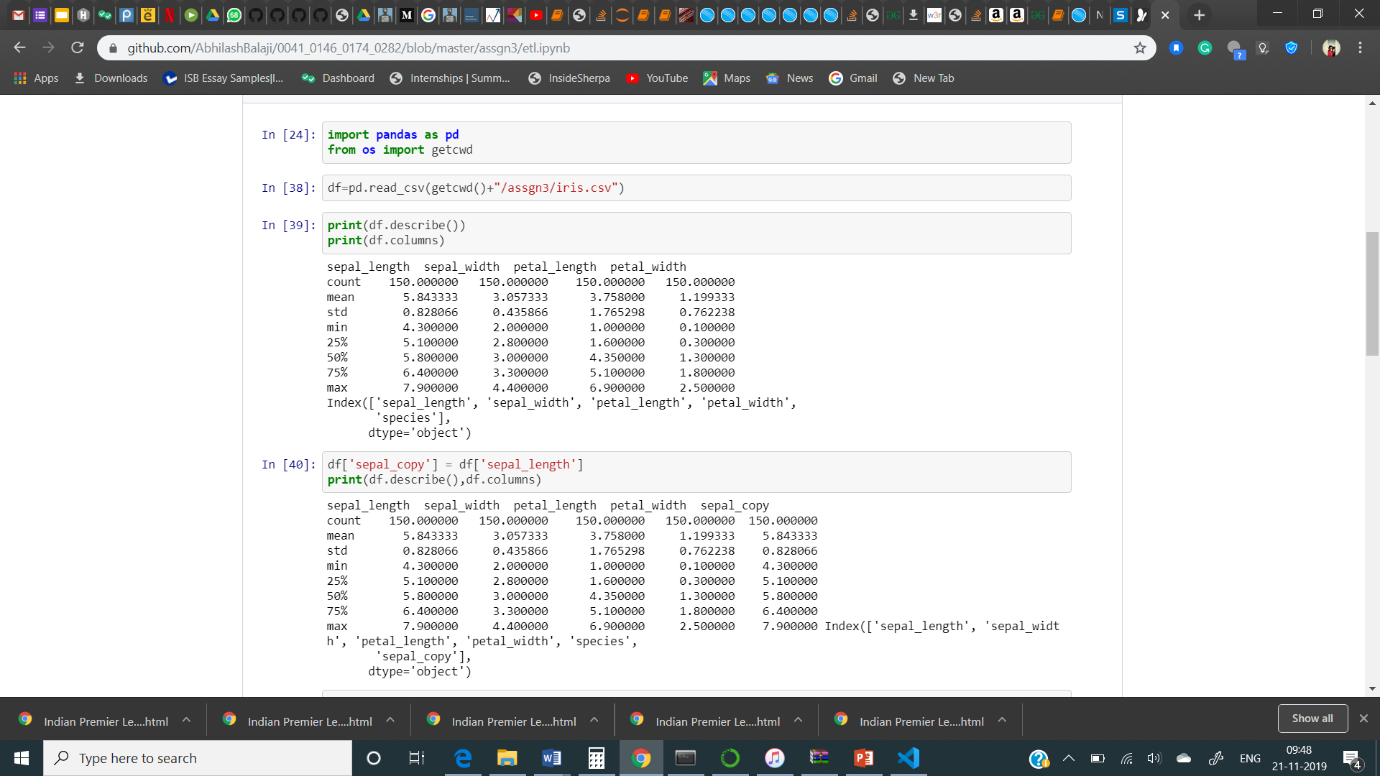 github.com/AbhilashBalaji/0041_0146_0174_0282/blob/master/assgn3/etl.ipynb
Apps Downloads ISB Essay Samples|I... Dashboard Internships | Summ... InsideSherpa YouTube Maps News Gmail New Tab
In [24]: import pandas as pd
from os import getcwd
In [38]: df=pd.read_csv(getcwd()+"/assgn3/iris.csv")
In [39]: print(df.describe())
print(df.columns)
sepal_length sepal_width petal_length petal_width
count 150.000000 150.000000 150.000000 150.000000
mean 5.843333 3.057333 3.758000 1.199333
std 0.828066 0.435866 1.765298 0.762238
min 4.300000 2.000000 1.000000 0.100000
25% 5.100000 2.800000 1.600000 0.300000
50% 5.800000 3.000000 4.350000 1.300000
75% 6.400000 3.300000 5.100000 1.800000
max 7.900000 4.400000 6.900000 2.500000
Index(['sepal_length', 'sepal_width', 'petal_length', 'petal_width',
'species'],
dtype='object')
In [40]: df['sepal_copy'] = df['sepal_length']
print(df.describe(),df.columns)
sepal_length sepal_width petal_length petal_width sepal_copy
count 150.000000 150.000000 150.000000 150.000000 150.000000
mean 5.843333 3.057333 3.758000 1.199333 5.843333
std 0.828066 0.435866 1.765298 0.762238 0.828066
min 4.300000 2.000000 1.000000 0.100000 4.300000
25% 5.100000 2.800000 1.600000 0.300000 5.100000
50% 5.800000 3.000000 4.350000 1.300000 5.800000
75% 6.400000 3.300000 5.100000 1.800000 6.400000
max 7.900000 4.400000 6.900000 2.500000 7.900000 Index(['sepal_length', 'sepal_widt
h', 'petal_length', 'petal_width', 'species',
'sepal_copy'],
dtype='object')
Indian Premier Le....html Indian Premier Le....html Indian Premier Le....html Indian Premier Le....html Indian Premier Le....html Show all
Type here to search ENG 09:48
21-11-2019 4